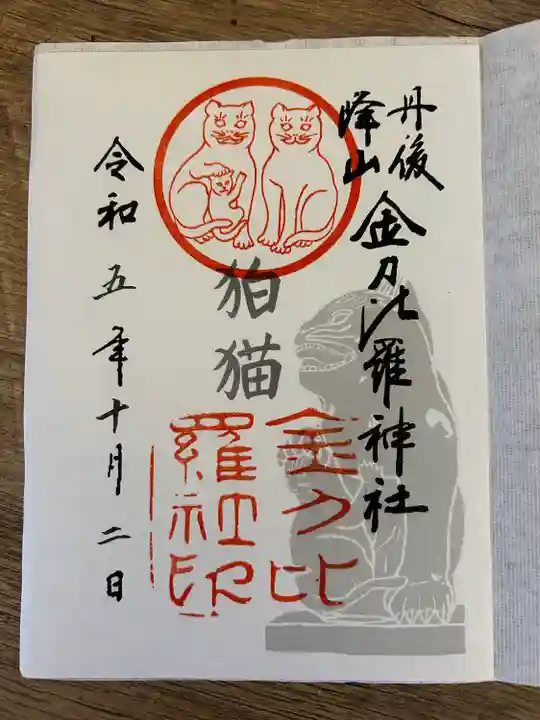 丹後
峰山
金刀比羅神社
狛猫
金刀比
羅社印
令和五年十月二日